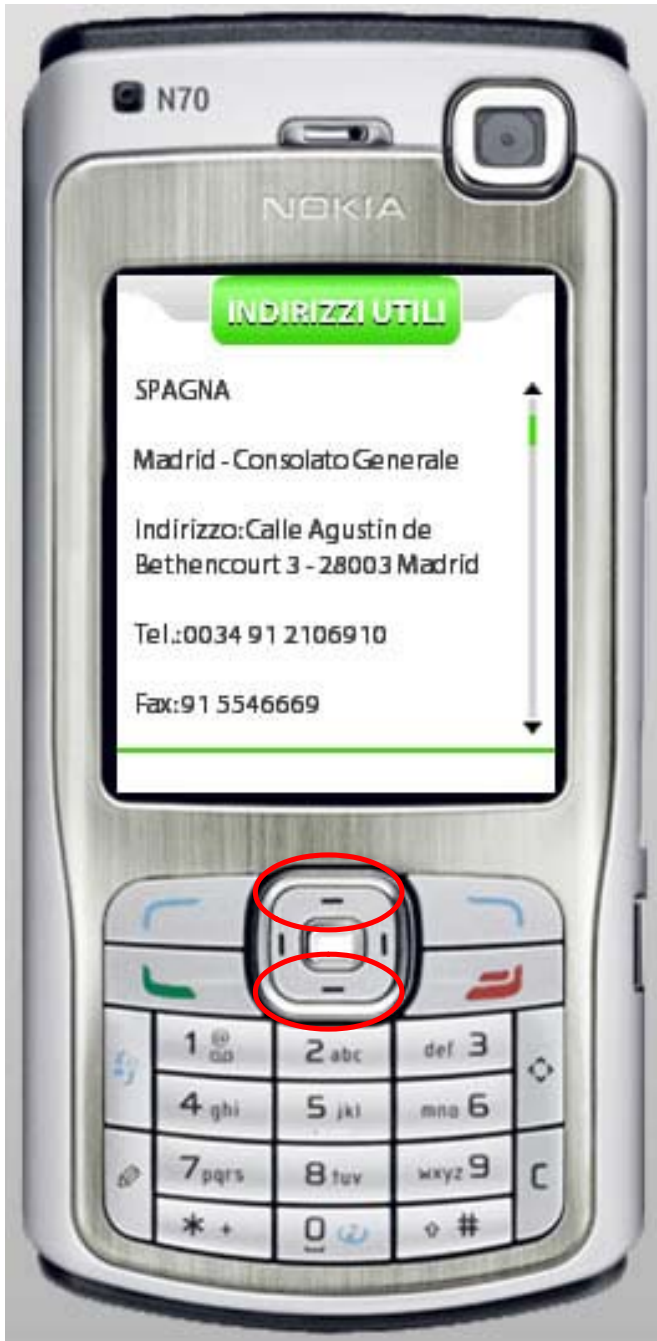 N70
NOKIA
INDIRIZZI UTILI
SPAGNA
Madrid - Consolato Generale
Indirizzo:Calle Agustin de
Bethencourt 3 - 28003 Madrid
Tel.:0034 91 2106910
Fax:91 5546669
1 @ 2 abc def 3
4 ghi 5 jkl mno 6
7 pqrs 8 tuv wxyz 9 C
* + 0 #